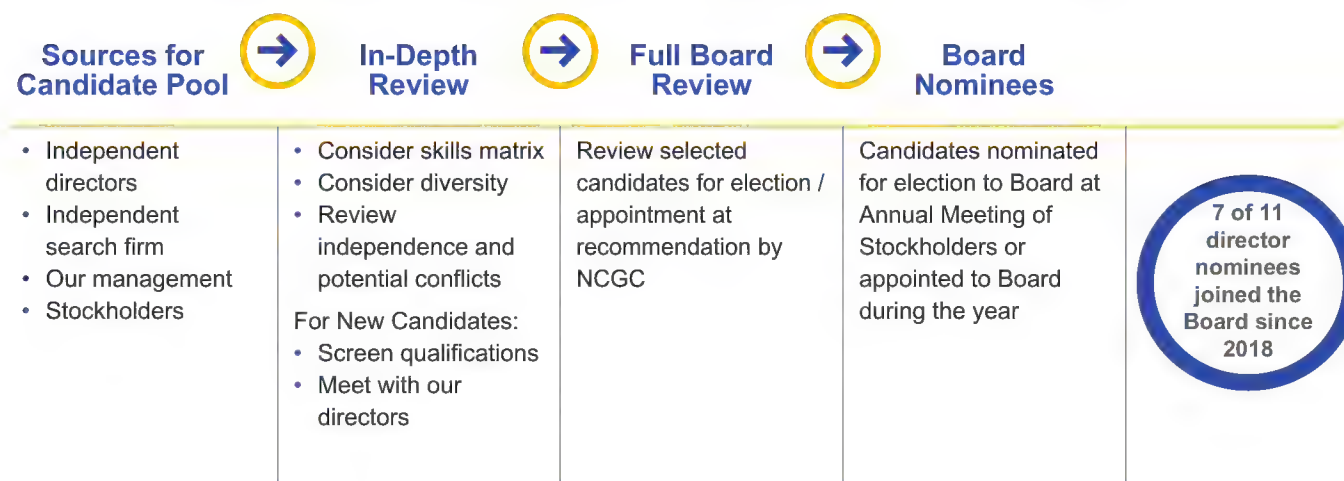 Sources for
Candidate Pool
In-Depth
Review
Full Board
Review
Board
Nominees
• Independent
directors
• Independent
search firm
• Our management
• Stockholders
• Consider skills matrix
• Consider diversity
• Review
independence and
potential conflicts
For New Candidates:
• Screen qualifications
• Meet with our
directors
Review selected
candidates for election /
appointment at
recommendation by
NCGC
Candidates nominated
for election to Board at
Annual Meeting of
Stockholders or
appointed to Board
during the year
7 of 11
director
nominees
joined the
Board since
2018